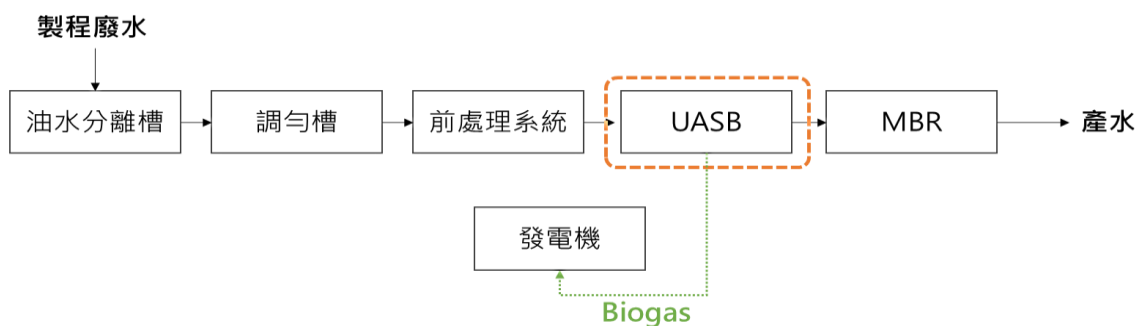 製程廢水
油水分離槽
調勻槽
前處理系統
UASB
MBR
產水
發電機
Biogas